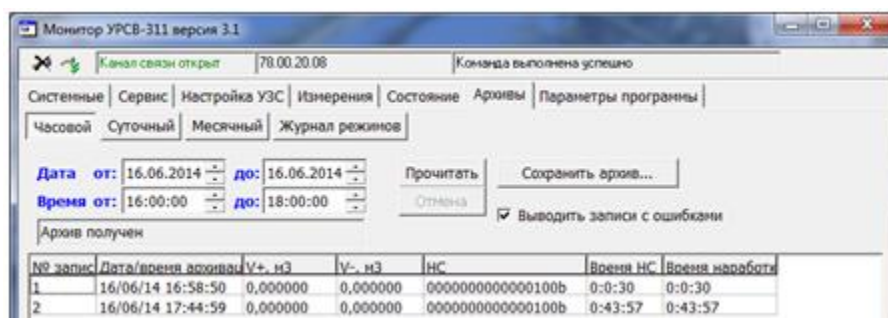 Монитор УРСВ-311 версия 3.1
Канал связи открыт 78.00.20.08 Команда выполнена успешно
Системные Сервис Настройка УЗС Измерения Состояние Архивы Параметры программы
Часовой Суточный Месячный Журнал режимов
Дата от: 16.06.2014 до: 16.06.2014 Прочитать Сохранить архив...
Время от: 16:00:00 до: 18:00:00 Отмена
Выводить записи с ошибками
Архив получен
№ запис Дата/время архивац V+, м3 V-, м3 НС Время НС Время наработк
1 16/06/14 16:58:50 0,000000 0,000000 0000000000000100b 0:0:30 0:0:30
2 16/06/14 17:44:59 0,000000 0,000000 0000000000000100b 0:43:57 0:43:57